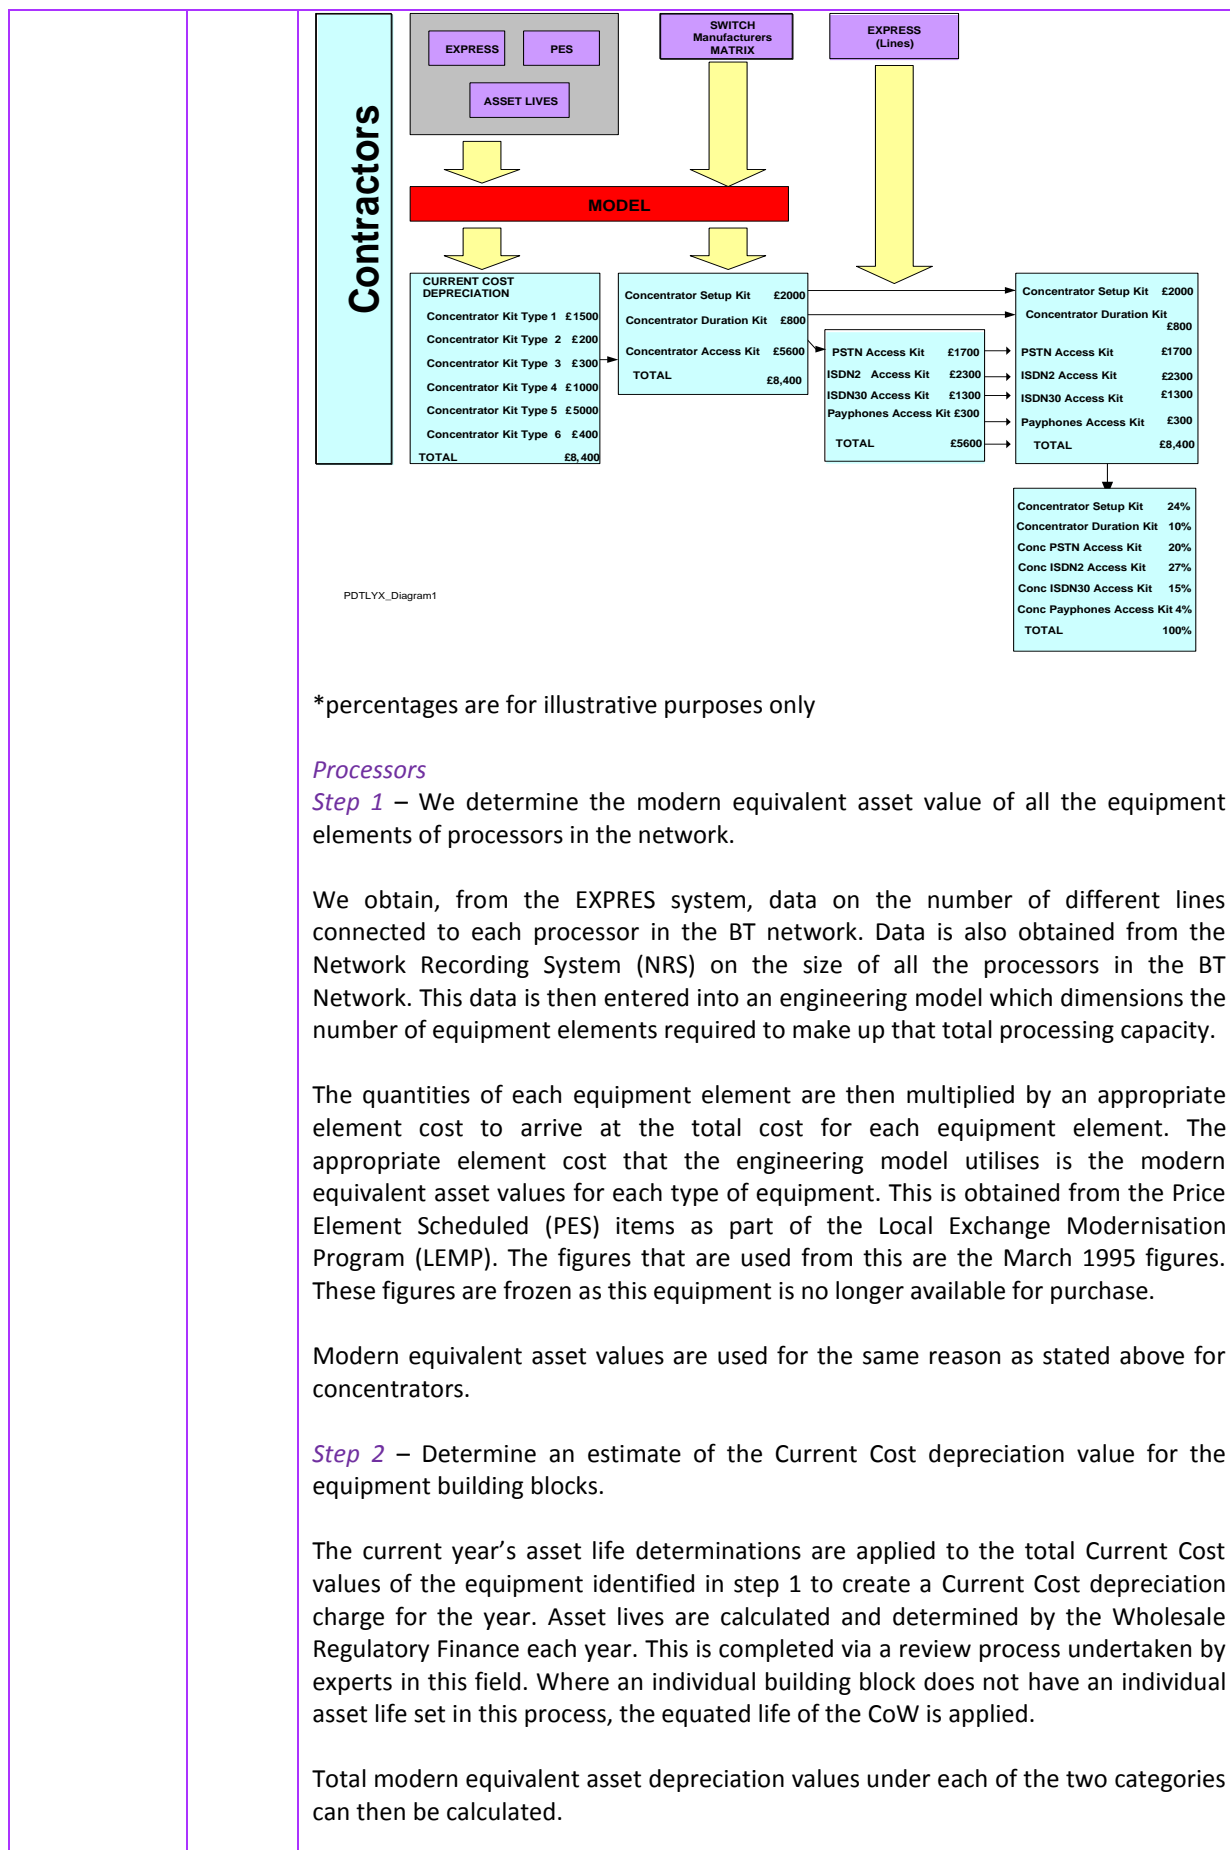 Contractors
EXPRESS
PES
ASSET LIVES
SWITCH
Manufacturers
MATRIX
EXPRESS
(Lines)
MODEL
CURRENT COST
DEPRECIATION
Concentrator Kit Type 1 £1500
Concentrator Kit Type 2 £200
Concentrator Kit Type 3 £300
Concentrator Kit Type 4 £1000
Concentrator Kit Type 5 £5000
Concentrator Kit Type 6 £400
TOTAL £8,400
Concentrator Setup Kit £2000
Concentrator Duration Kit £800
Concentrator Access Kit £5600
TOTAL £8,400
PSTN Access Kit £1700
ISDN2 Access Kit £2300
ISDN30 Access Kit £1300
Payphones Access Kit £300
TOTAL £5600
Concentrator Setup Kit £2000
Concentrator Duration Kit
£800
PSTN Access Kit £1700
ISDN2 Access Kit £2300
ISDN30 Access Kit £1300
Payphones Access Kit £300
TOTAL £8,400
Concentrator Setup Kit 24%
Concentrator Duration Kit 10%
Conc PSTN Access Kit 20%
Conc ISDN2 Access Kit 27%
Conc ISDN30 Access Kit 15%
Conc Payphones Access Kit 4%
TOTAL 100%
PDTLYX_Diagram1
*percentages are for illustrative purposes only
Processors
Step 1 – We determine the modern equivalent asset value of all the equipment
elements of processors in the network.
We obtain, from the EXPRES system, data on the number of different lines
connected to each processor in the BT network. Data is also obtained from the
Network Recording System (NRS) on the size of all the processors in the BT
Network. This data is then entered into an engineering model which dimensions the
number of equipment elements required to make up that total processing capacity.
The quantities of each equipment element are then multiplied by an appropriate
element cost to arrive at the total cost for each equipment element. The
appropriate element cost that the engineering model utilises is the modern
equivalent asset values for each type of equipment. This is obtained from the Price
Element Scheduled (PES) items as part of the Local Exchange Modernisation
Program (LEMP). The figures that are used from this are the March 1995 figures.
These figures are frozen as this equipment is no longer available for purchase.
Modern equivalent asset values are used for the same reason as stated above for
concentrators.
Step 2 – Determine an estimate of the Current Cost depreciation value for the
equipment building blocks.
The current year’s asset life determinations are applied to the total Current Cost
values of the equipment identified in step 1 to create a Current Cost depreciation
charge for the year. Asset lives are calculated and determined by the Wholesale
Regulatory Finance each year. This is completed via a review process undertaken by
experts in this field. Where an individual building block does not have an individual
asset life set in this process, the equated life of the CoW is applied.
Total modern equivalent asset depreciation values under each of the two categories
can then be calculated.